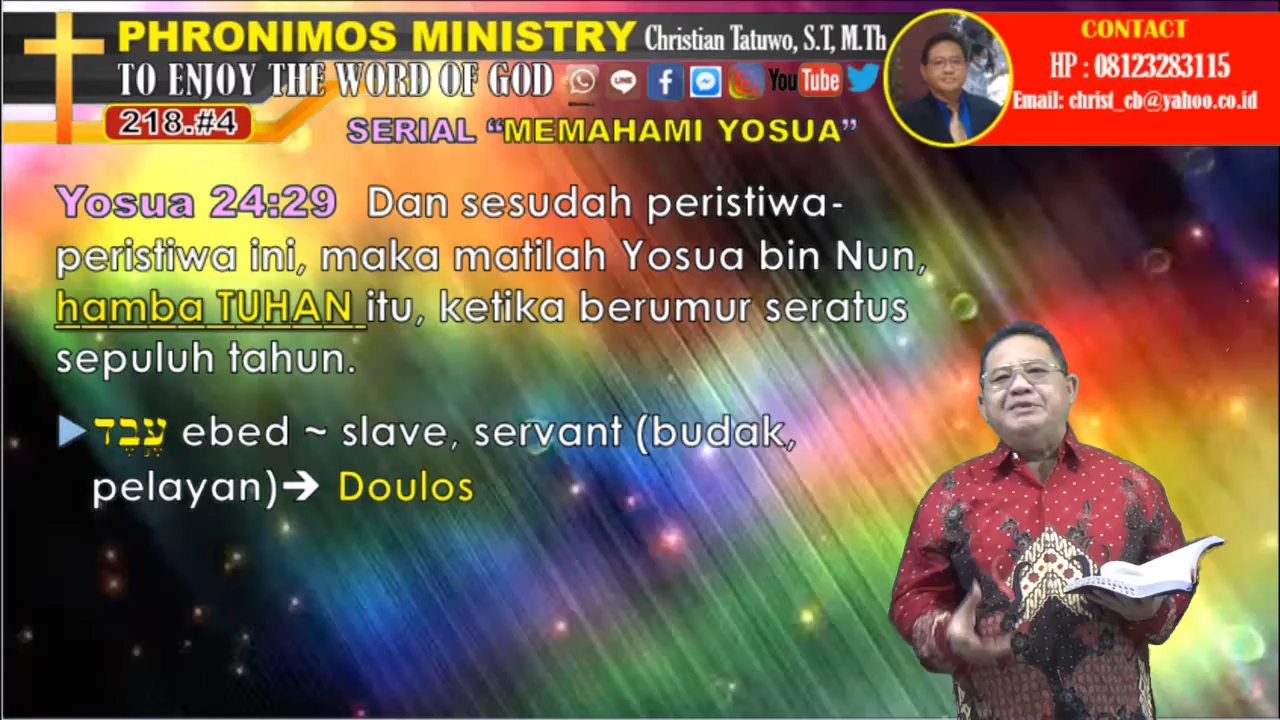 PHRONIMOS MINISTRY Christian Tatuwo, S.T, M.Th
TO ENJOY THE WORD OF GOD You Tube
218.#4
SERIAL “MEMAHAMI YOSUA”
CONTACT
HP : 08123283115
Email: christ_cb@yahoo.co.id
Yosua 24:29 Dan sesudah peristiwa-
peristiwa ini, maka matilah Yosua bin Nun,
hamba TUHAN itu, ketika berumur seratus
sepuluh tahun.
עֶ֣בֶד ebed ~ slave, servant (budak,
pelayan)➔ Doulos